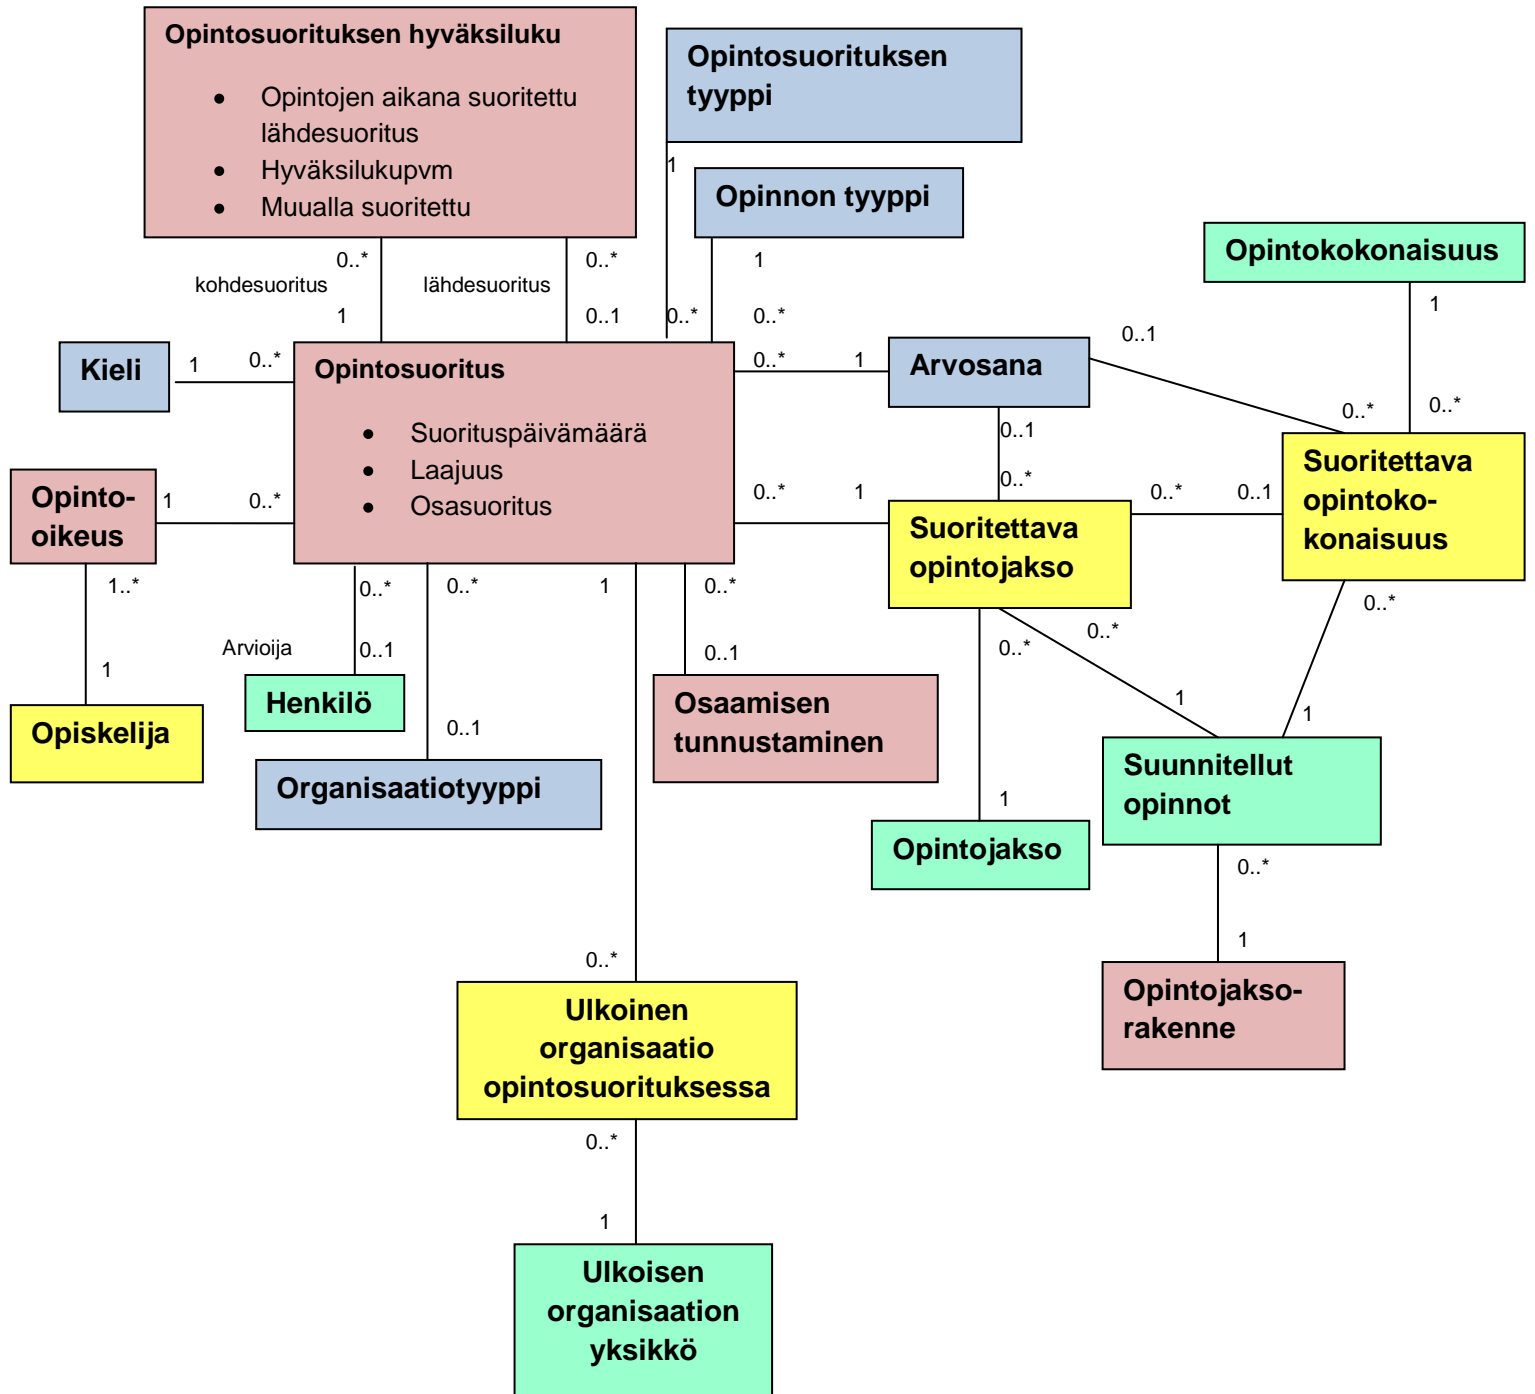 Opintosuorituksen hyväksiluku
• Opintojen aikana suoritettu
lähdesuoritus
• Hyväksilukupvm
• Muualla suoritettu
Opintosuorituksen
tyyppi
1
Opinnon tyyppi
Opintokokonaisuus
0..*
0..*
1
kohdesuoritus
lähdesuoritus
1
1
0..1
0..*
0..*
0..1
Kieli
1
0..*
Opintosuoritus
• Suorituspäivämäärä
• Laajuus
• Osasuoritus
0..*
1
Arvosana
0..*
0..*
0..1
0..*
Suoritettava
opintoko-
konaisuus
Opinto-
oikeus
1
0..*
0..*
1
Suoritettava
opintojakso
0..*
0..1
1..*
0..*
0..*
1
0..*
0..*
0..*
0..*
Arvioija
0..1
0..1
1
1
1
Henkilö
Osaamisen
tunnustaminen
Opiskelija
0..1
Organisaatiotyyppi
Suunnitellut
opinnot
1
Opintojakso
0..*
1
0..*
Ulkoinen
organisaatio
opintosuorituksessa
Opintojakso-
rakenne
0..*
1
Ulkoisen
organisaation
yksikkö